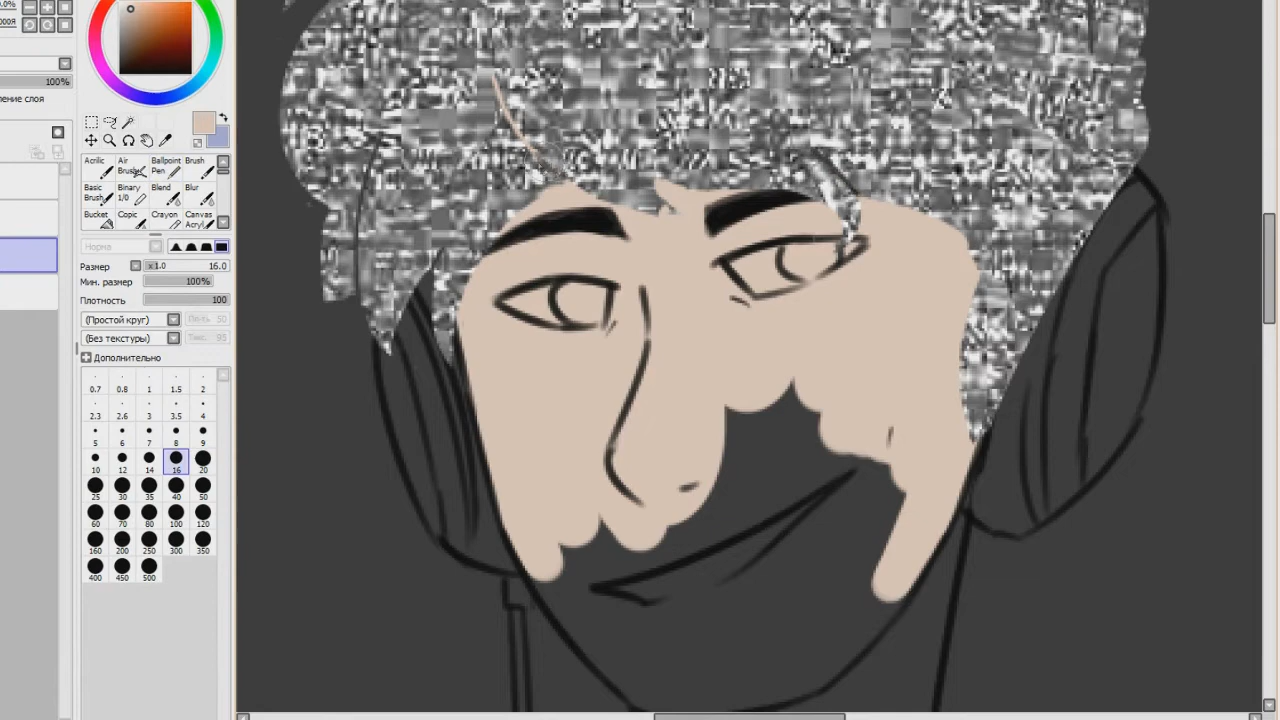 100%
ление слоя
Acrilic Air Brush Ballpoint Pen Brush
Basic Brush Binary 1/0 Blend Blur
Bucket Copic Crayon Canvas Acryl
Норма
Размер x1.0 16.0
Мин. размер 100%
Плотность 100
(Простой круг)
(Без текстуры)
Дополнительно
0.7 0.8 1 1.5 2
2.3 2.6 3 3.5 4
5 6 7 8 9
10 12 14 16 20
25 30 35 40 50
60 70 80 100 120
160 200 250 300 350
400 450 500